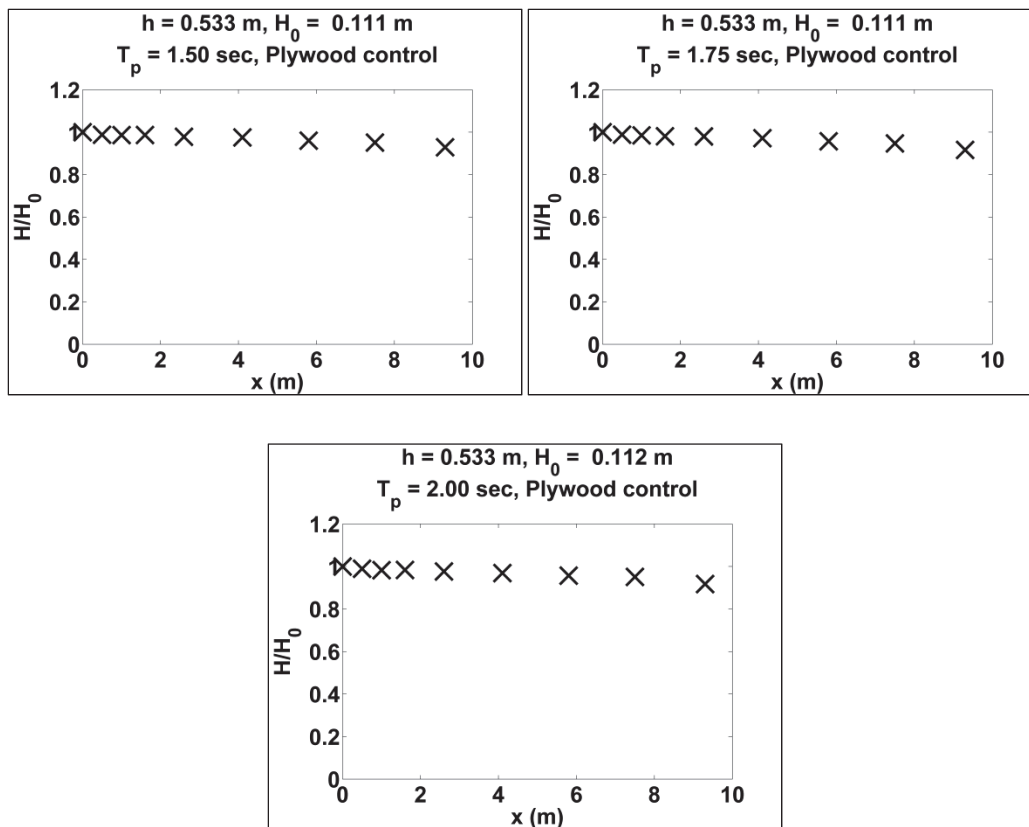 h = 0.533 m, H0 = 0.111 m
Tp = 1.50 sec, Plywood control
1.2
1
0.8
0.6
0.4
0.2
0
H/H0
0 2 4 6 8 10
x (m)
h = 0.533 m, H0 = 0.111 m
Tp = 1.75 sec, Plywood control
1.2
1
0.8
0.6
0.4
0.2
0
H/H0
0 2 4 6 8 10
x (m)
h = 0.533 m, H0 = 0.112 m
Tp = 2.00 sec, Plywood control
1.2
1
0.8
0.6
0.4
0.2
0
H/H0
0 2 4 6 8 10
x (m)